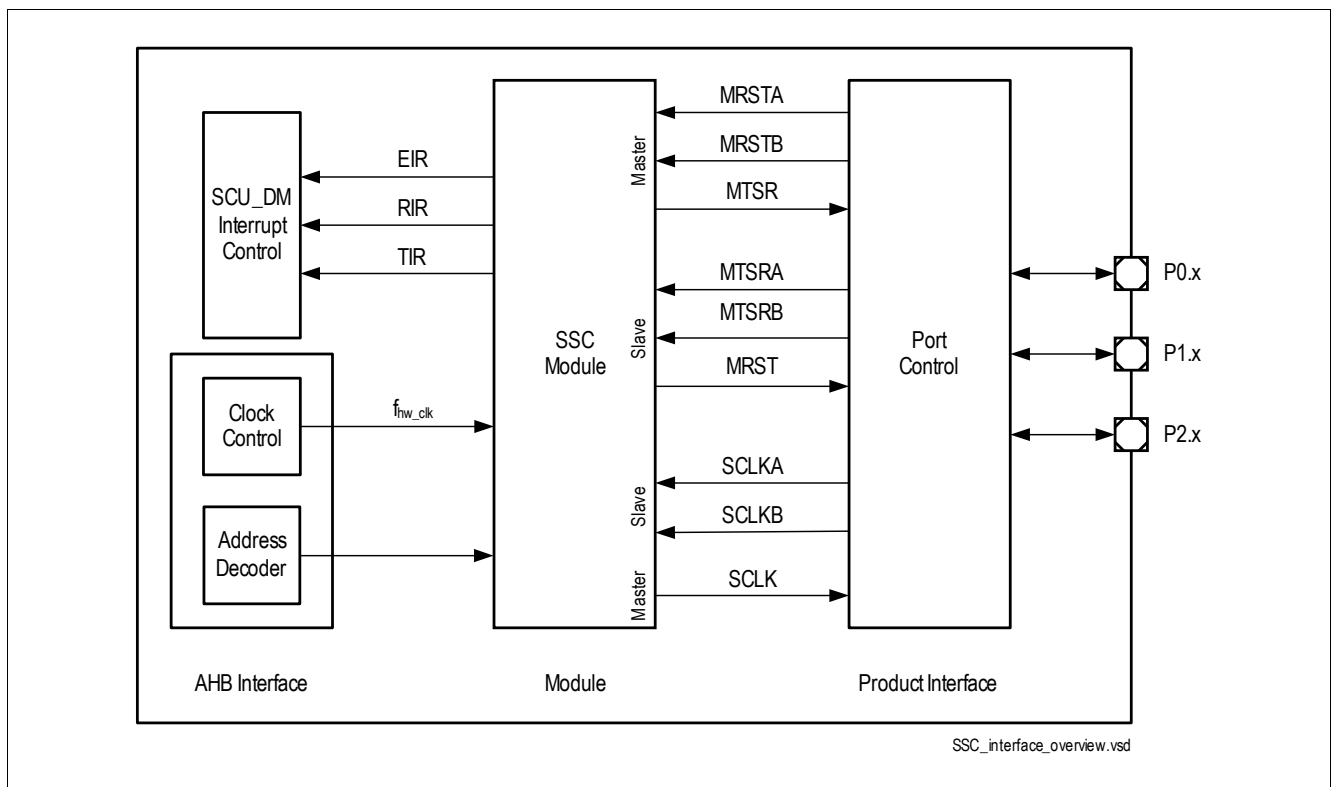 SCU_DM
Interrupt
Control
EIR
RIR
TIR
Clock
Control
fhw_clk
Address
Decoder
AHB Interface
SSC
Module
Master
Slave
Slave
Master
Module
MRSTA
MRSTB
MTSR
MTSRA
MTSRB
MRST
SCLKA
SCLKB
SCLK
Port
Control
Product Interface
P0.x
P1.x
P2.x
SSC_interface_overview.vsd